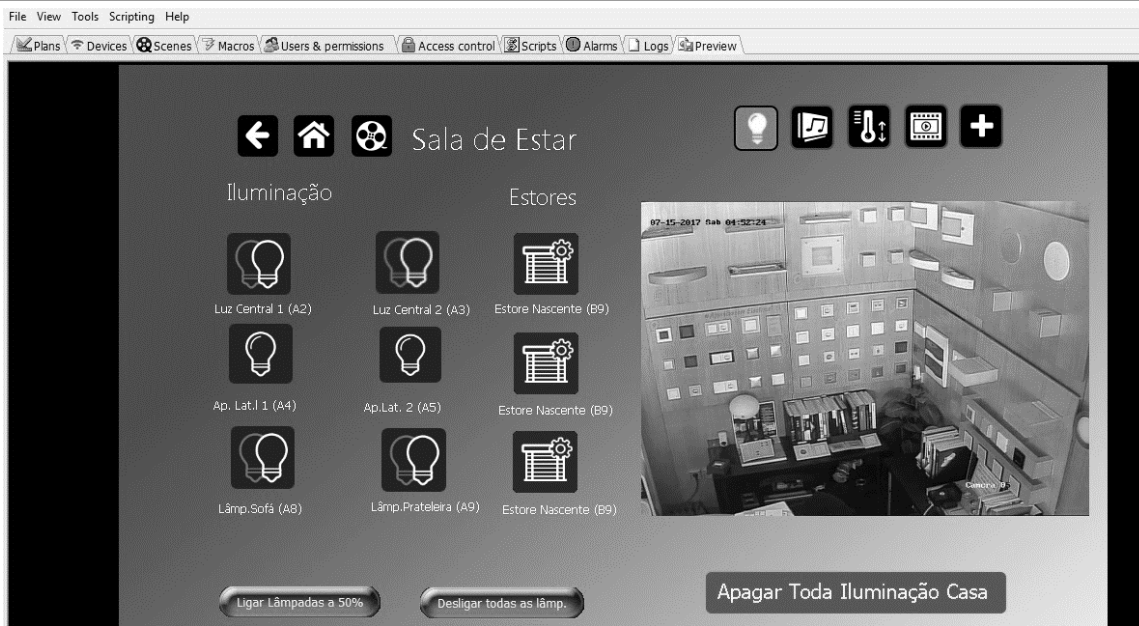 File View Tools Scripting Help
Plans Devices Scenes Macros Users & permissions Access control Scripts Alarms Logs Preview
Sala de Estar
Iluminação
Estores
07-15-2017 Sab 04:52:24
Luz Central 1 (A2)
Luz Central 2 (A3)
Estore Nascente (B9)
Ap. Lat.l 1 (A4)
Ap.Lat. 2 (A5)
Estore Nascente (B9)
Lâmp.Sofá (A8)
Lâmp.Prateleira (A9)
Estore Nascente (B9)
Ligar Lâmpadas a 50%
Desligar todas as lâmp.
Apagar Toda Iluminação Casa